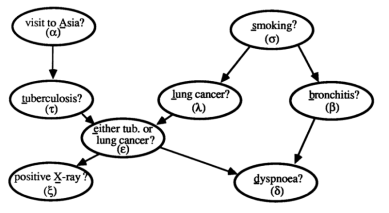 visit to Asia?
(α)
smoking?
(σ)
tuberculosis?
(τ)
lung cancer?
(λ)
bronchitis?
(β)
either tub. or
lung cancer?
(ε)
positive X-ray?
(ξ)
dyspnoea?
(δ)